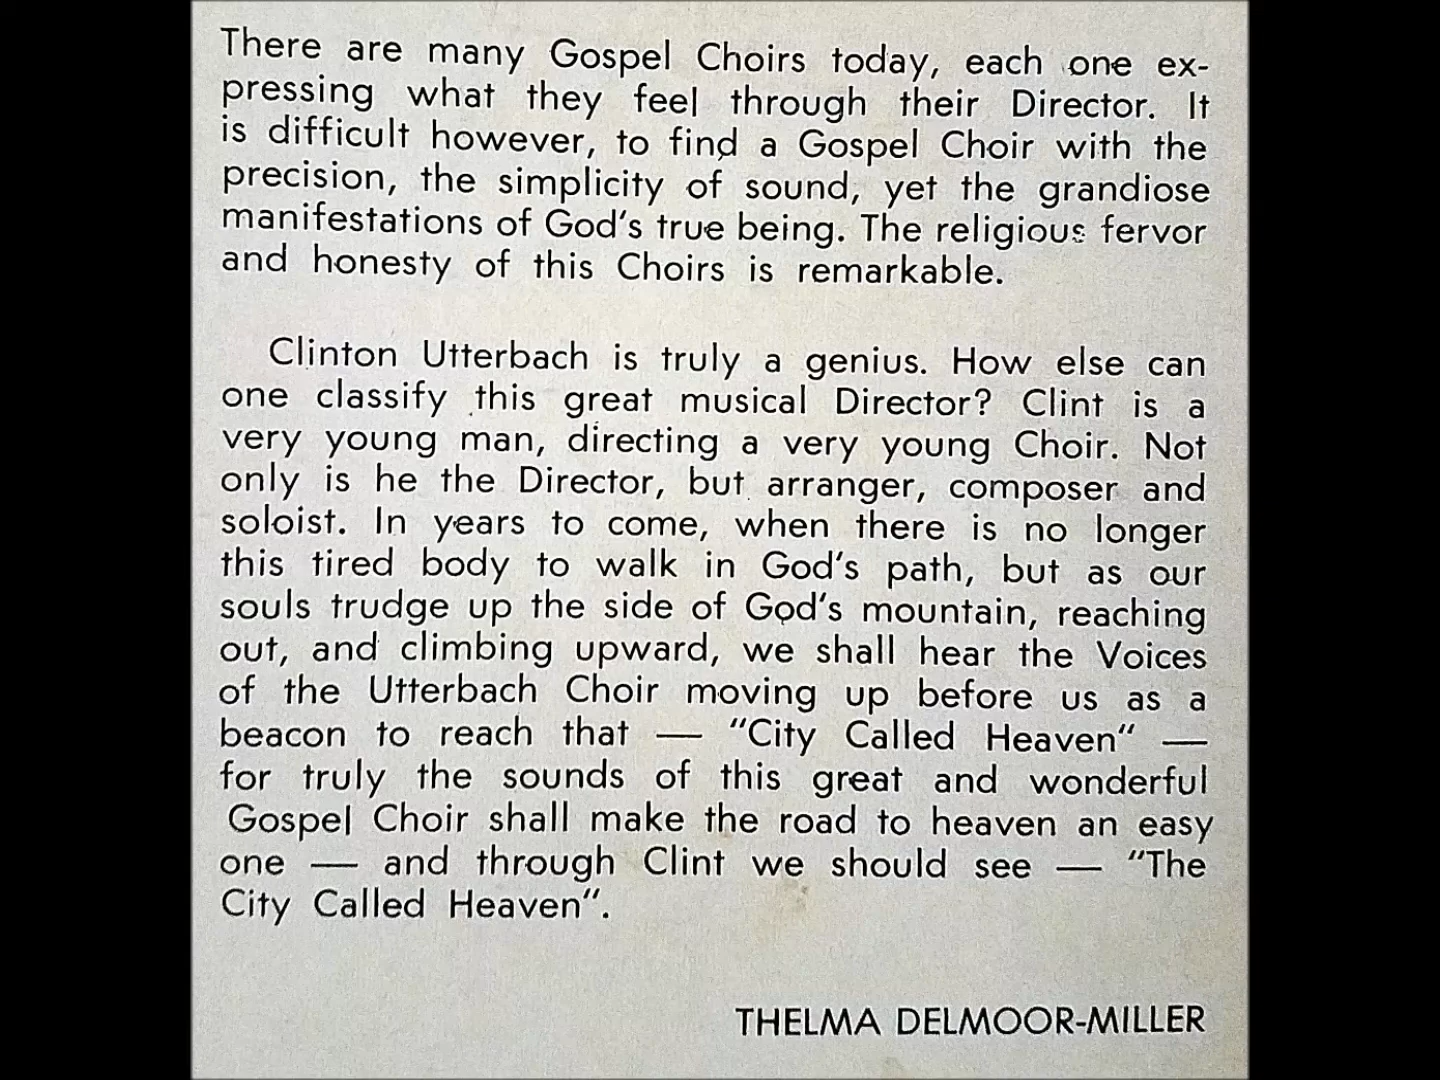 There are many Gospel Choirs today, each one ex-
pressing what they feel through their Director. It
is difficult however, to find a Gospel Choir with the
precision, the simplicity of sound, yet the grandiose
manifestations of God's true being. The religious fervor
and honesty of this Choirs is remarkable.
Clinton Utterbach is truly a genius. How else can
one classify this great musical Director? Clint is a
very young man, directing a very young Choir. Not
only is he the Director, but arranger, composer and
soloist. In years to come, when there is no longer
this tired body to walk in God's path, but as our
souls trudge up the side of God's mountain, reaching
out, and climbing upward, we shall hear the Voices
of the Utterbach Choir moving up before us as a
beacon to reach that — "City Called Heaven" —
for truly the sounds of this great and wonderful
Gospel Choir shall make the road to heaven an easy
one — and through Clint we should see — "The
City Called Heaven".
THELMA DELMOOR-MILLER